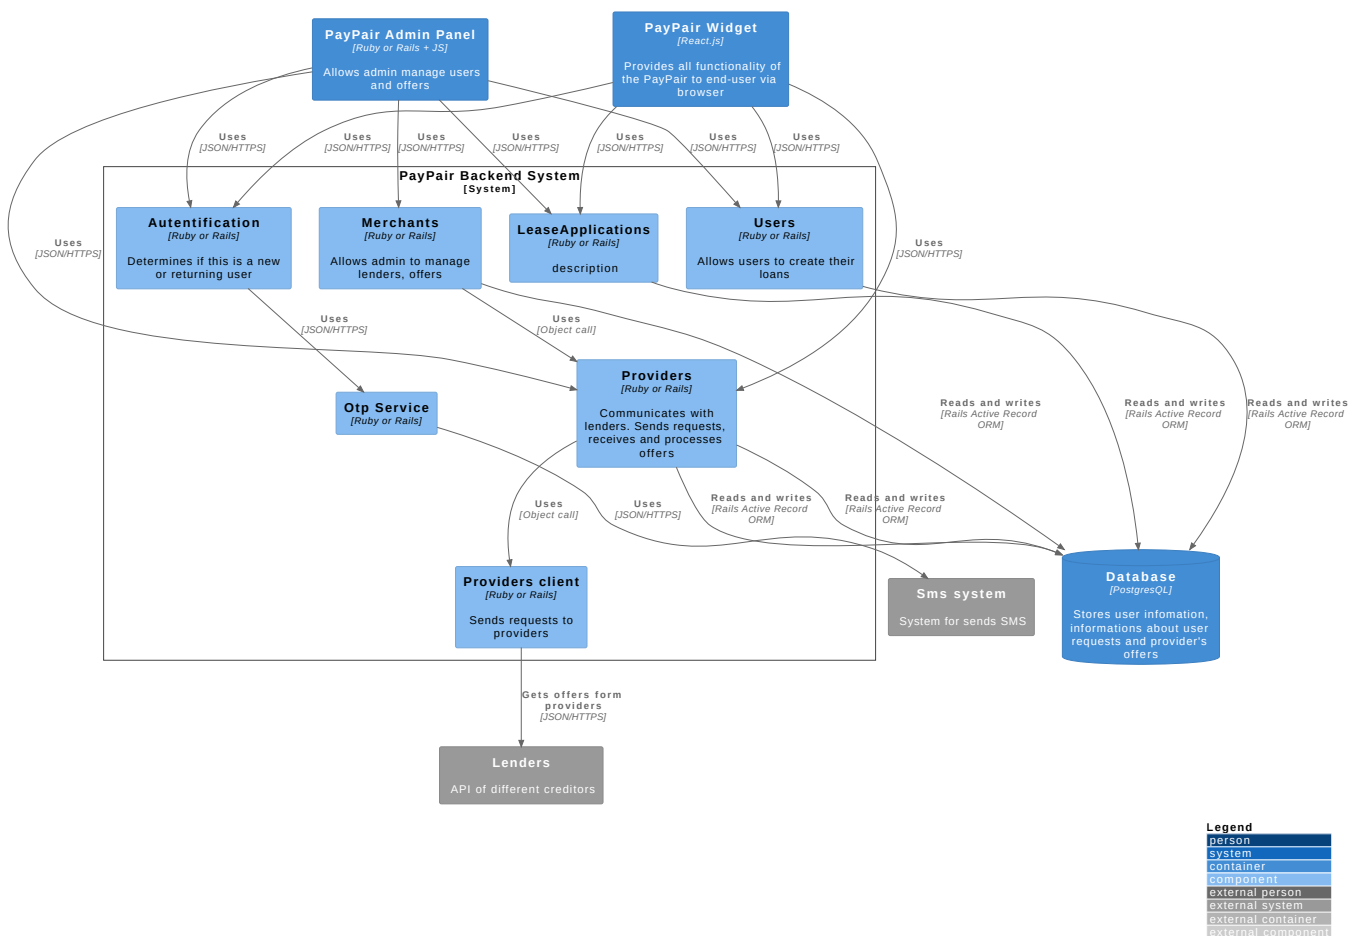 PayPair Admin Panel
[Ruby or Rails + JS]
Allows admin manage users
and offers
PayPair Widget
[React.js]
Provides all functionality of
the PayPair to end-user via
browser
Uses
[JSON/HTTPS]
Uses
[JSON/HTTPS]
Uses
[JSON/HTTPS]
Uses
[JSON/HTTPS]
Uses
[JSON/HTTPS]
Uses
[JSON/HTTPS]
Uses
[JSON/HTTPS]
PayPair Backend System
[System]
Autentification
[Ruby or Rails]
Determines if this is a new
or returning user
Merchants
[Ruby or Rails]
Allows admin to manage
lenders, offers
LeaseApplications
[Ruby or Rails]
description
Users
[Ruby or Rails]
Allows users to create their
loans
Uses
[JSON/HTTPS]
Uses
[JSON/HTTPS]
Uses
[JSON/HTTPS]
Uses
[Object call]
Providers
[Ruby or Rails]
Communicates with
lenders. Sends requests,
receives and processes
offers
Otp Service
[Ruby or Rails]
Reads and writes
[Rails Active Record
ORM]
Reads and writes
[Rails Active Record
ORM]
Reads and writes
[Rails Active Record
ORM]
Uses
[Object call]
Uses
[JSON/HTTPS]
Reads and writes
[Rails Active Record
ORM]
Reads and writes
[Rails Active Record
ORM]
Providers client
[Ruby or Rails]
Sends requests to
providers
Sms system
System for sends SMS
Database
[PostgresQL]
Stores user infomation,
informations about user
requests and provider's
offers
Gets offers form
providers
[JSON/HTTPS]
Lenders
API of different creditors
Legend
person
system
container
component
external person
external system
external container
external component